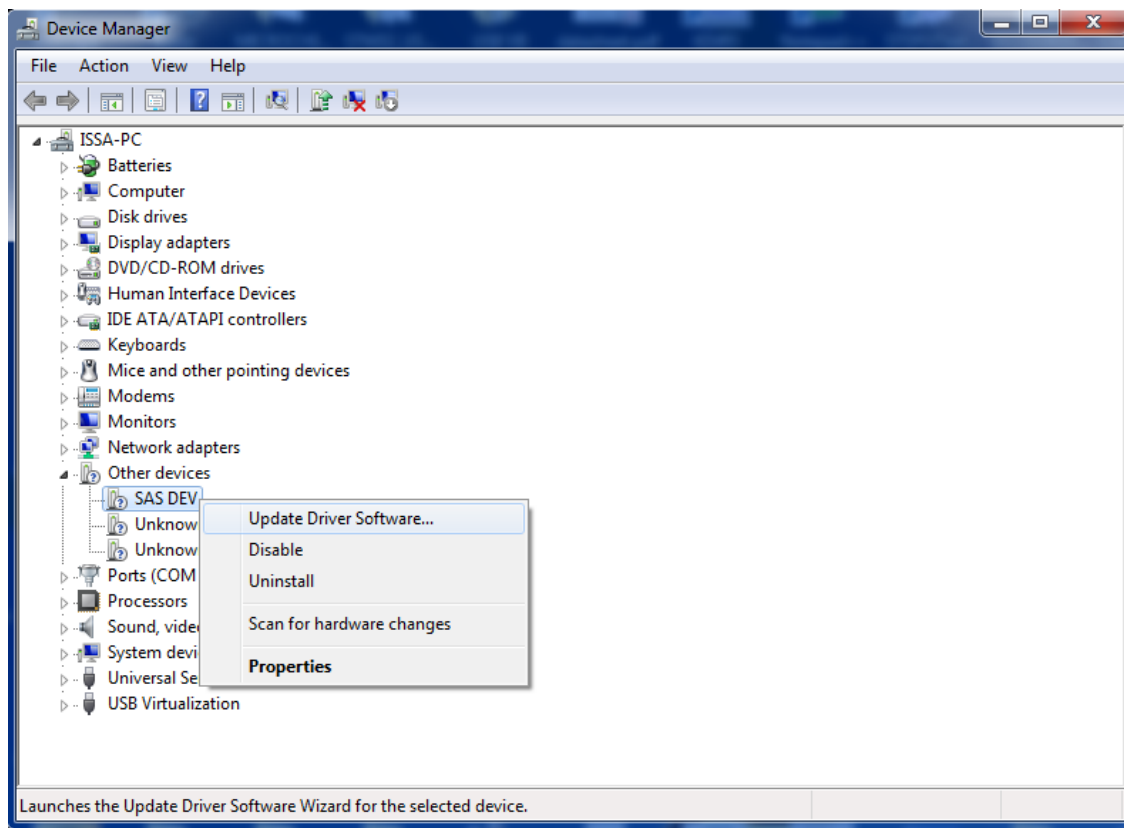 Device Manager
File Action View Help
ISSA-PC
Batteries
Computer
Disk drives
Display adapters
DVD/CD-ROM drives
Human Interface Devices
IDE ATA/ATAPI controllers
Keyboards
Mice and other pointing devices
Modems
Monitors
Network adapters
Other devices
SAS DEV
Unknow
Unknow
Ports (COM
Processors
Sound, vide
System devi
Universal Se
USB Virtualization
Update Driver Software...
Disable
Uninstall
Scan for hardware changes
Properties
Launches the Update Driver Software Wizard for the selected device.